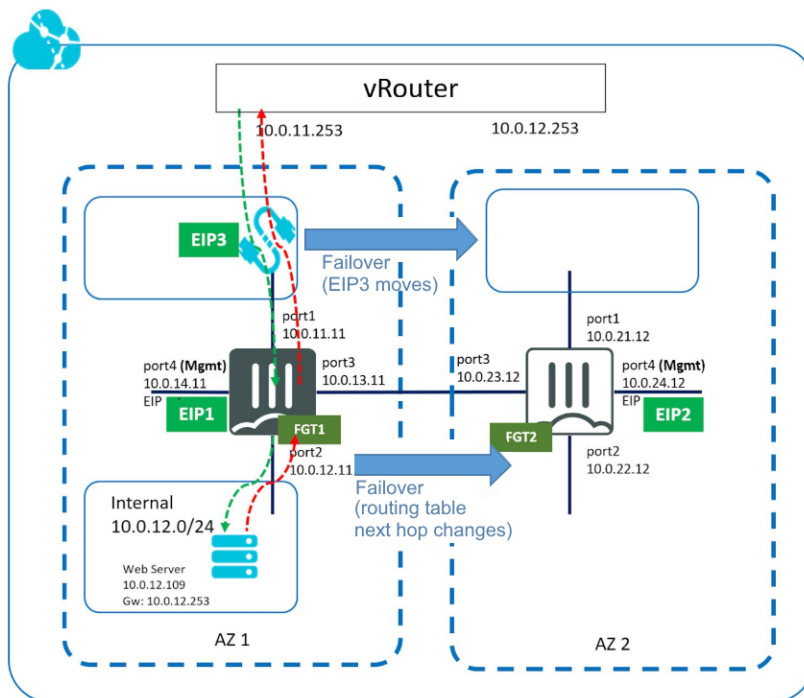 vRouter
10.0.11.253
10.0.12.253
EIP3
Failover
(EIP3 moves)
port1
10.0.11.11
port1
10.0.21.12
port4 (Mgmt)
10.0.14.11
EIP
EIP1
port3
10.0.13.11
port3
10.0.23.12
port4 (Mgmt)
10.0.24.12
EIP
EIP2
FGT1
FGT2
port2
10.0.12.11
port2
10.0.22.12
Failover
(routing table
next hop changes)
Internal
10.0.12.0/24
Web Server
10.0.12.109
Gw: 10.0.12.253
AZ 1
AZ 2